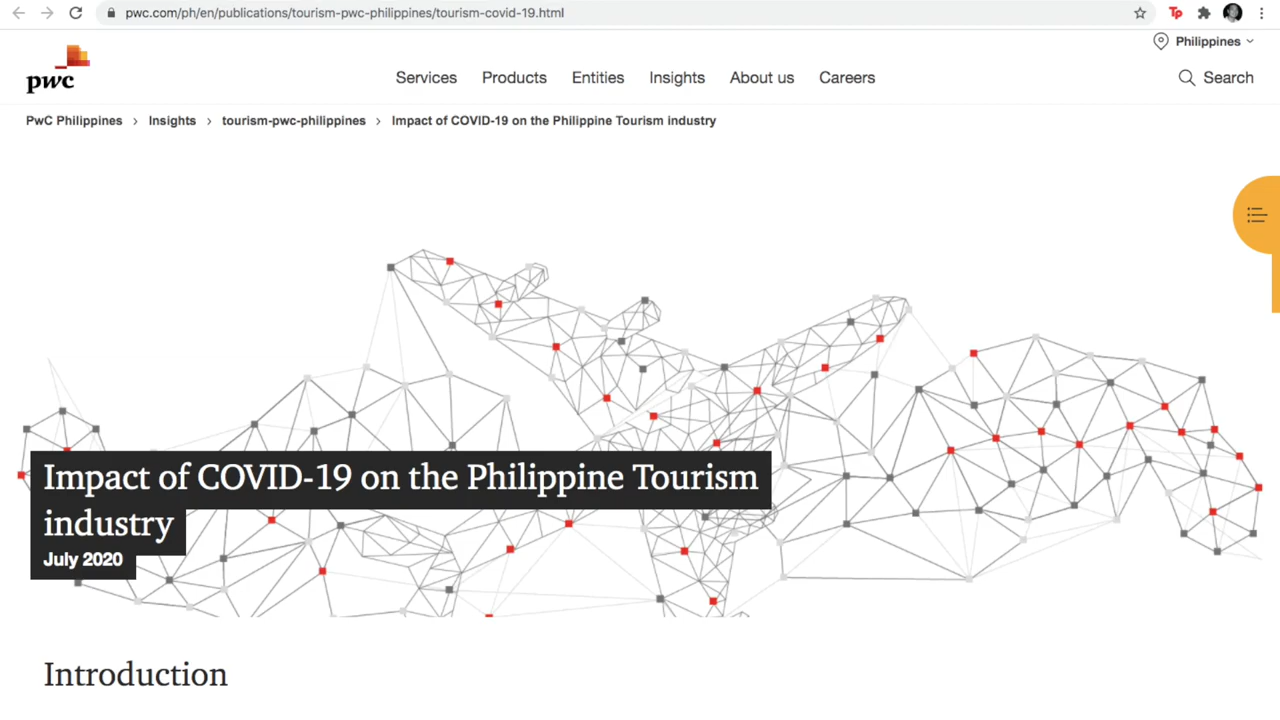 pwc.com/ph/en/publications/tourism-pwc-philippines/tourism-covid-19.html
Tp
Philippines
pwc
Services Products Entities Insights About us Careers
Search
PwC Philippines > Insights > tourism-pwc-philippines > Impact of COVID-19 on the Philippine Tourism industry
Impact of COVID-19 on the Philippine Tourism
industry
July 2020
Introduction